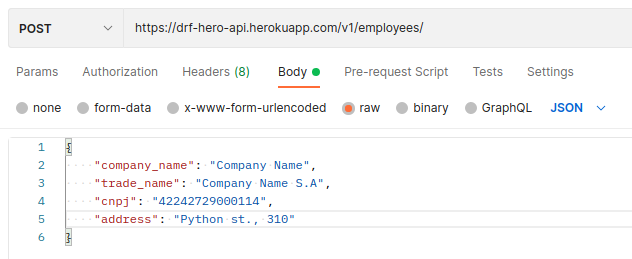 POST https://drf-hero-api.herokuapp.com/v1/employees/
Params Authorization Headers (8) Body Pre-request Script Tests Settings
none form-data x-www-form-urlencoded raw binary GraphQL JSON
1 {
2 "company_name": "Company Name",
3 "trade_name": "Company Name S.A",
4 "cnpj": "42242729000114",
5 "address": "Python st., 310"
6 }